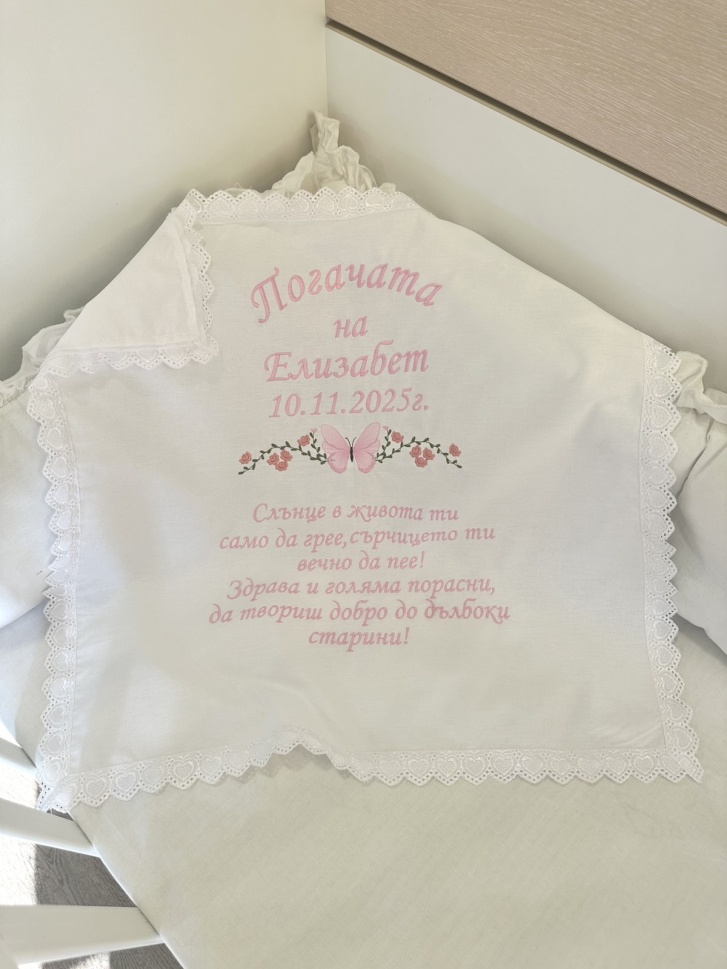 Погачата
на
Елизабет
10.11.2025г.
Слънце в живота ти
само да грее,сърчицето ти
вечно да пее!
Здрава и голяма порасни,
да твориш добро до дълбоки
старини!